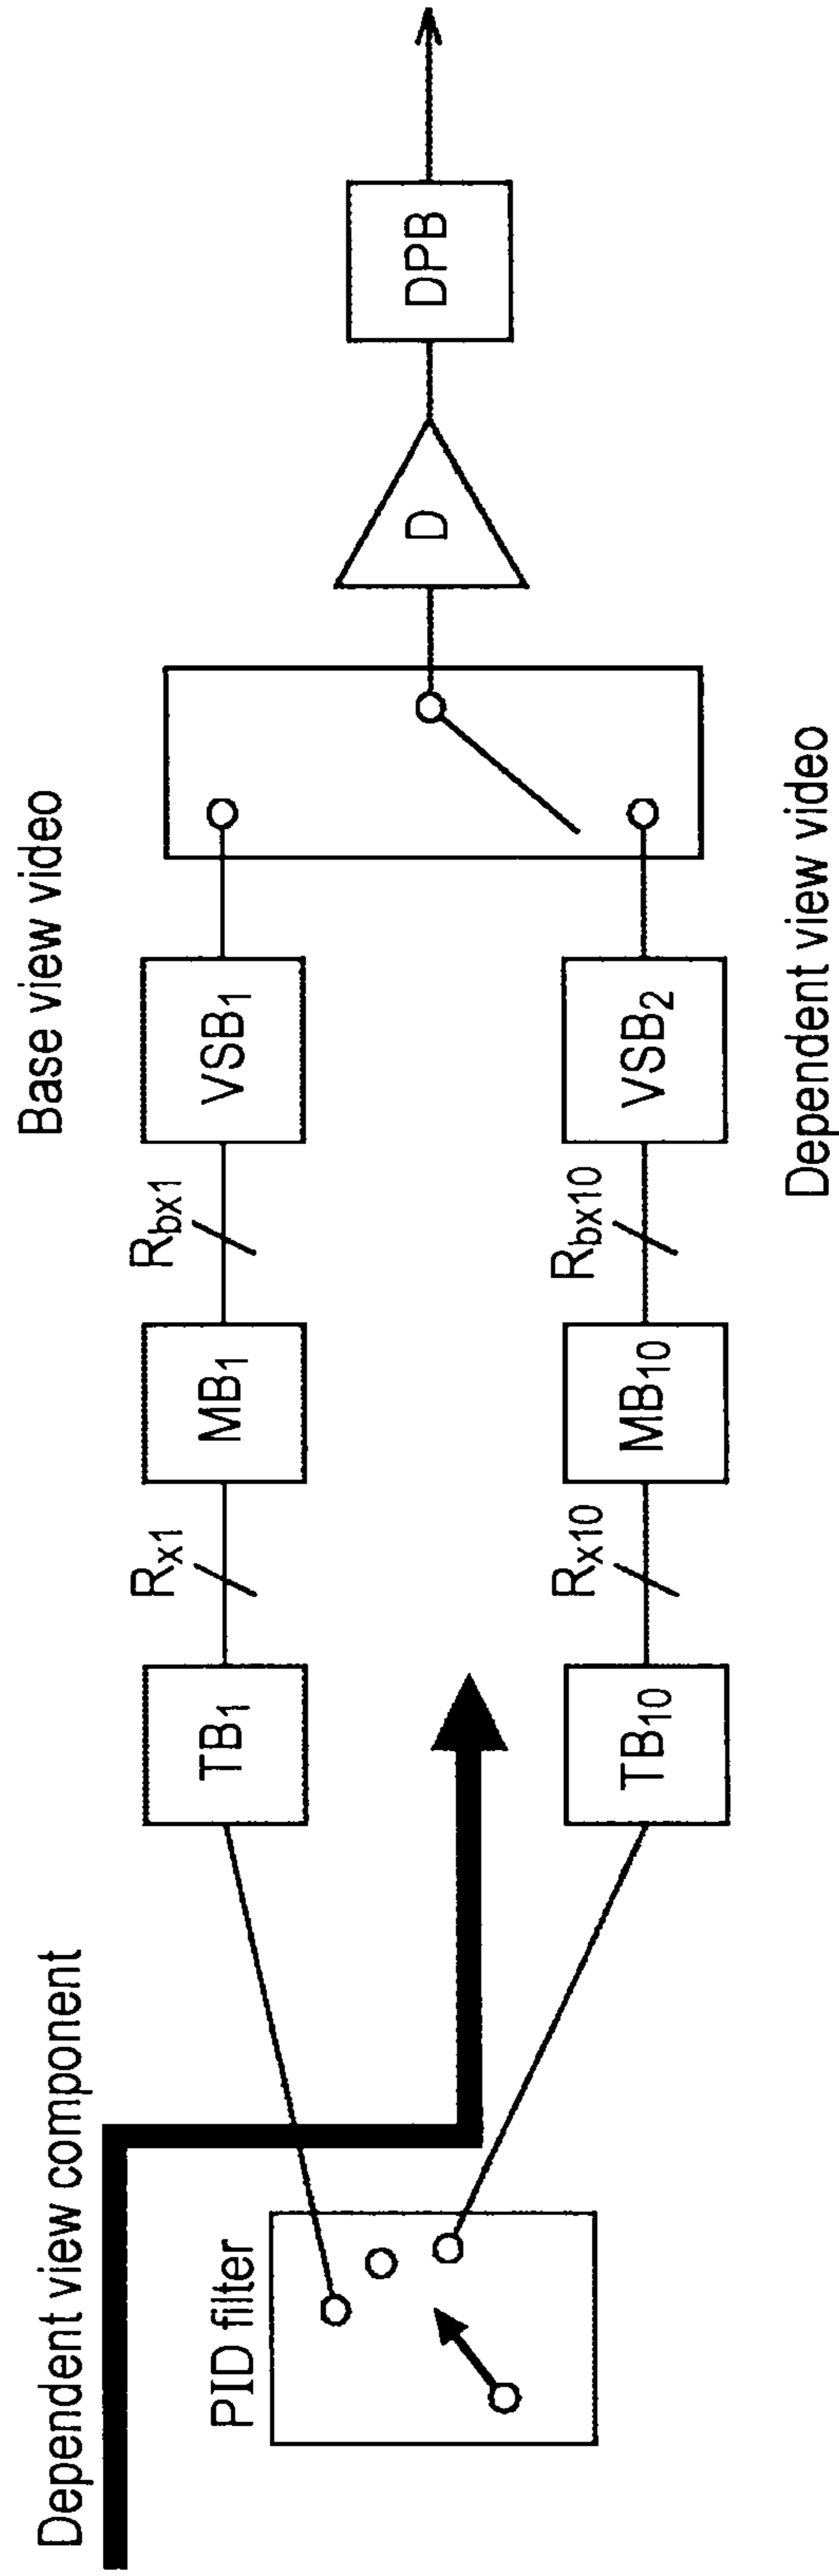 Dependent view component
Base view video
PID filter
TB1
Rx1
MB1
Rbx1
VSB1
D
DPB
TB10
Rx10
MB10
Rbx10
VSB2
Dependent view video